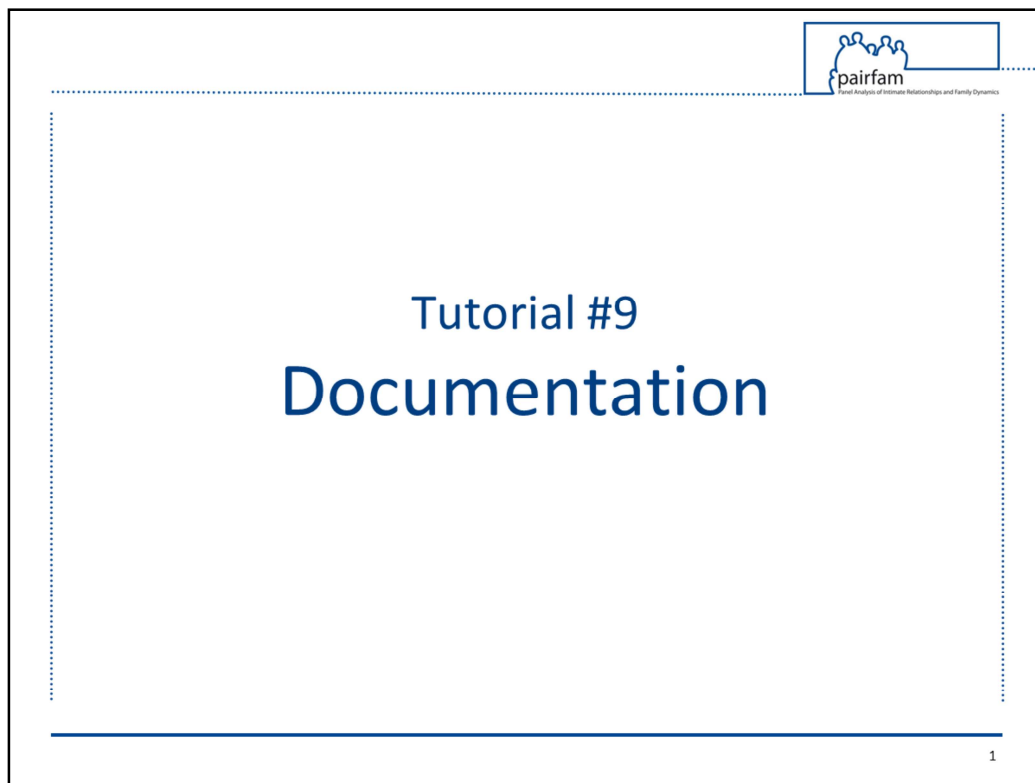 pairfam
Panel Analysis of Intimate Relationships and Family Dynamics
Tutorial #9
Documentation
1